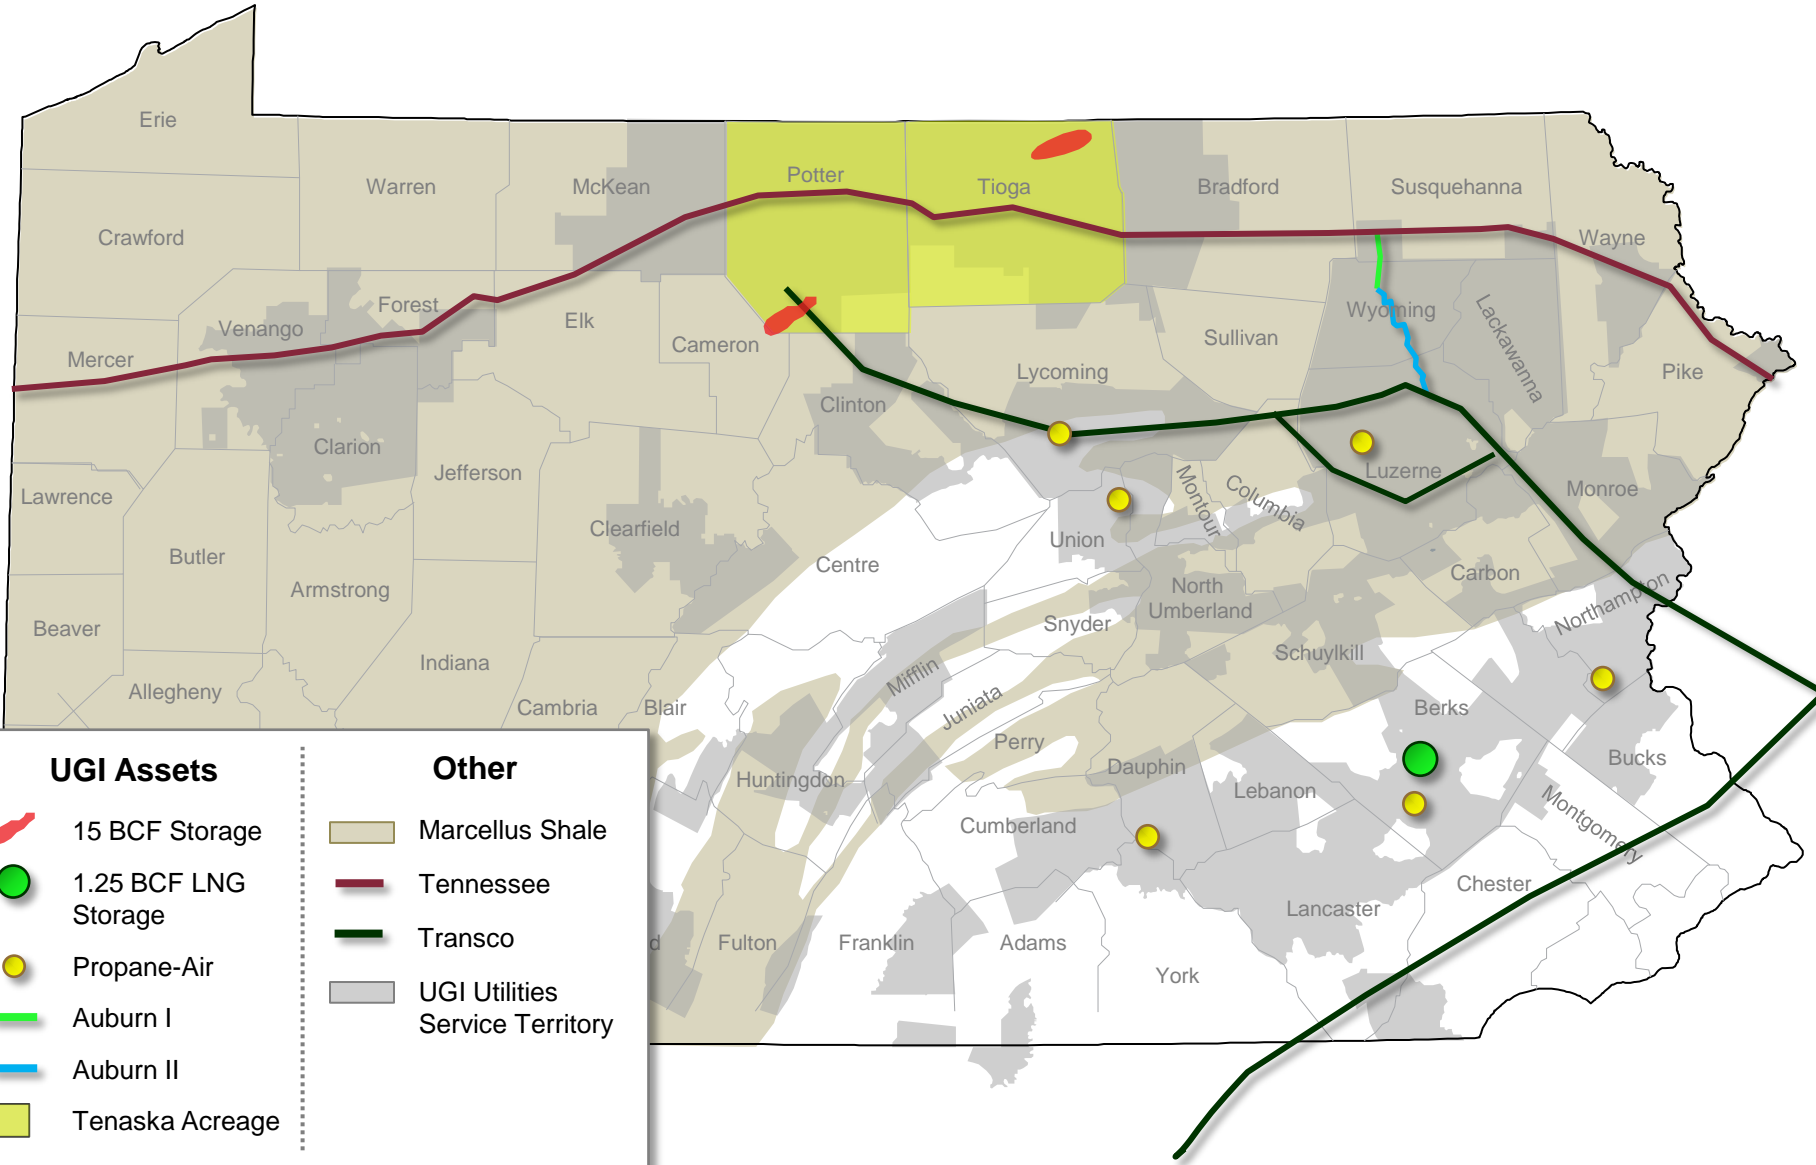 Erie
Warren
McKean
Potter
Tioga
Bradford
Susquehanna
Crawford
Wayne
Forest
Venango
Elk
Wyoming
Lackawanna
Mercer
Cameron
Sullivan
Lycoming
Pike
Clinton
Clarion
Jefferson
Luzerne
Lawrence
Montour
Columbia
Monroe
Clearfield
Union
Butler
Centre
Carbon
Armstrong
North
Umberland
Northampton
Beaver
Snyder
Indiana
Schuylkill
Mifflin
Allegheny
Cambria
Blair
Juniata
Berks
Perry
Huntingdon
Dauphin
Lebanon
Bucks
Montgomery
Cumberland
Chester
Lancaster
d
Fulton
Franklin
Adams
York
UGI Assets
15 BCF Storage
1.25 BCF LNG
Storage
Propane-Air
Auburn I
Auburn II
Tenaska Acreage
Other
Marcellus Shale
Tennessee
Transco
UGI Utilities
Service Territory